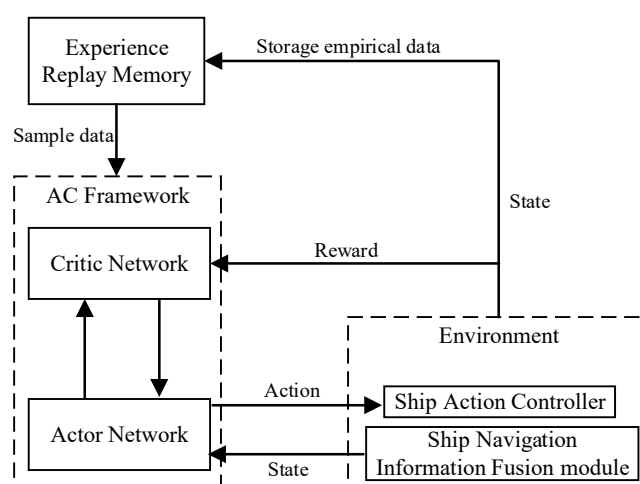 Experience
Replay Memory
Storage empirical data
Sample data
AC Framework
State
Critic Network
Reward
Environment
Action
Ship Action Controller
Actor Network
Ship Navigation
Information Fusion module
State